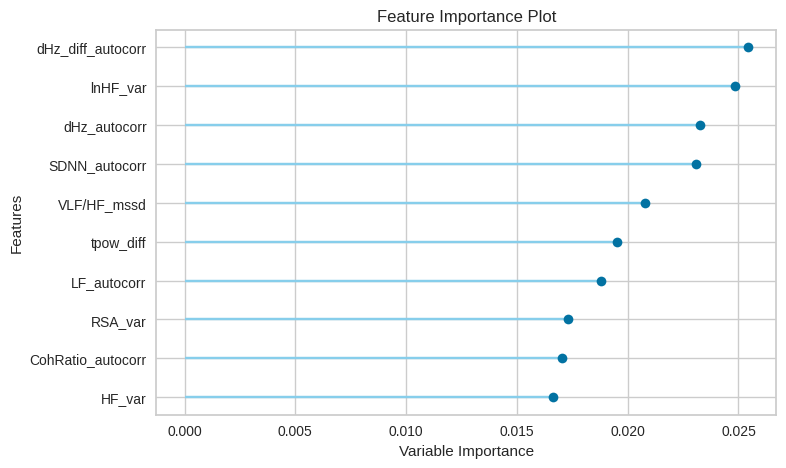 Feature Importance Plot
Features
dHz_diff_autocorr
lnHF_var
dHz_autocorr
SDNN_autocorr
VLF/HF_mssd
tpow_diff
LF_autocorr
RSA_var
CohRatio_autocorr
HF_var
0.000 0.005 0.010 0.015 0.020 0.025
Variable Importance